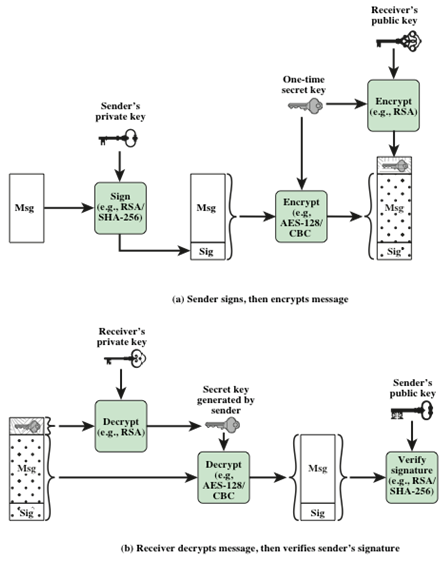 Receiver's
public key
One-time
secret key
Encrypt
(e.g., RSA)
Sender's
private key
Msg
Sign
(e.g., RSA/
SHA-256)
Msg
Sig
Encrypt
(e.g,
AES-128/
CBC
Msg
Sig
(a) Sender signs, then encrypts message
Receiver's
private key
Decrypt
(e.g., RSA)
Secret key
generated by
sender
Sender's
public key
Msg
Sig
Decrypt
(e.g,
AES-128/
CBC
Msg
Sig
Verify
signature
(e.g., RSA/
SHA-256)
(b) Receiver decrypts message, then verifies sender's signature